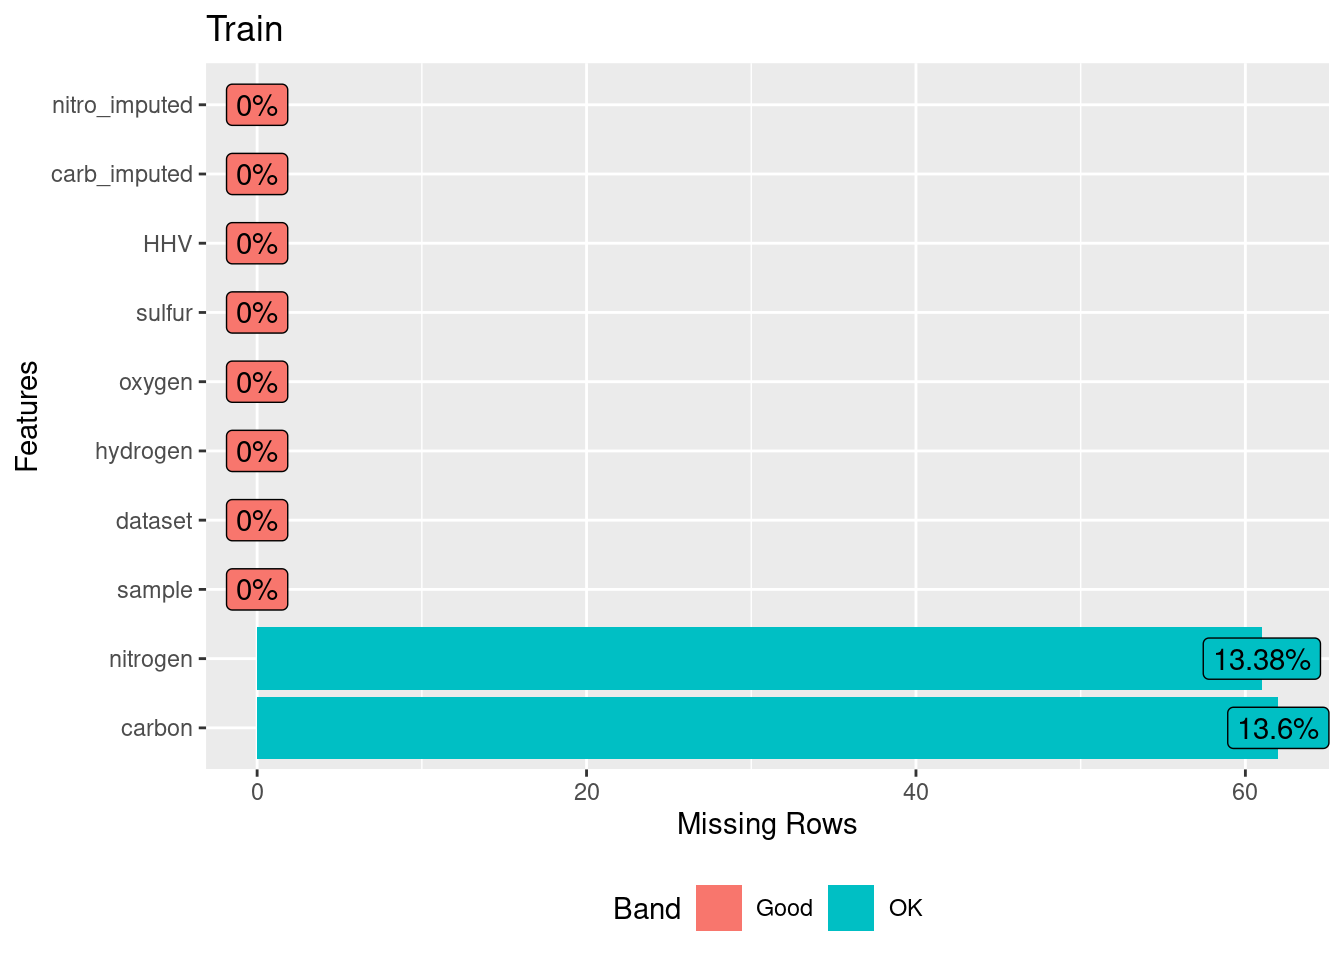 Train
nitro_imputed 0%
carb_imputed 0%
HHV 0%
sulfur 0%
oxygen 0%
hydrogen 0%
dataset 0%
sample 0%
nitrogen 13.38%
carbon 13.6%
Features
0 20 40 60
Missing Rows
Band Good OK